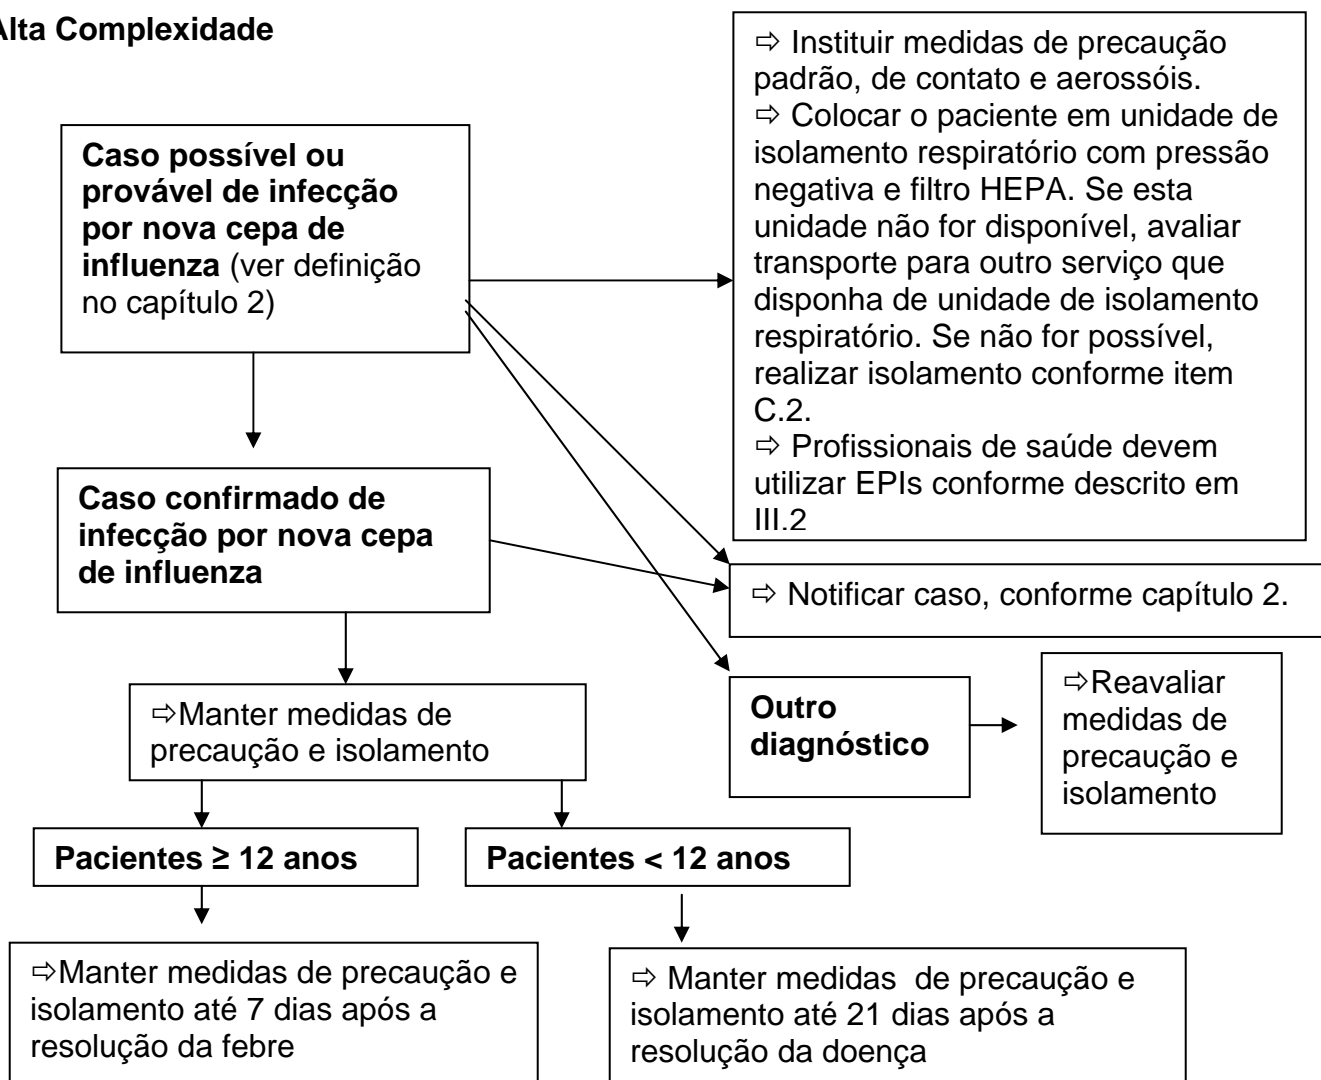 Alta Complexidade
⇨ Instituir medidas de precaução
padrão, de contato e aerossóis.
⇨ Colocar o paciente em unidade de
isolamento respiratório com pressão
negativa e filtro HEPA. Se esta
unidade não for disponível, avaliar
transporte para outro serviço que
disponha de unidade de isolamento
respiratório. Se não for possível,
realizar isolamento conforme item
C.2.
⇨ Profissionais de saúde devem
utilizar EPIs conforme descrito em
III.2
Caso possível ou
provável de infecção
por nova cepa de
influenza (ver definição
no capítulo 2)
Caso confirmado de
infecção por nova cepa
de influenza
⇨ Notificar caso, conforme capítulo 2.
⇨Manter medidas de
precaução e isolamento
Outro
diagnóstico
⇨Reavaliar
medidas de
precaução e
isolamento
Pacientes ≥ 12 anos
Pacientes < 12 anos
⇨Manter medidas de precaução e
isolamento até 7 dias após a
resolução da febre
⇨ Manter medidas  de precaução e
isolamento até 21 dias após a
resolução da doença